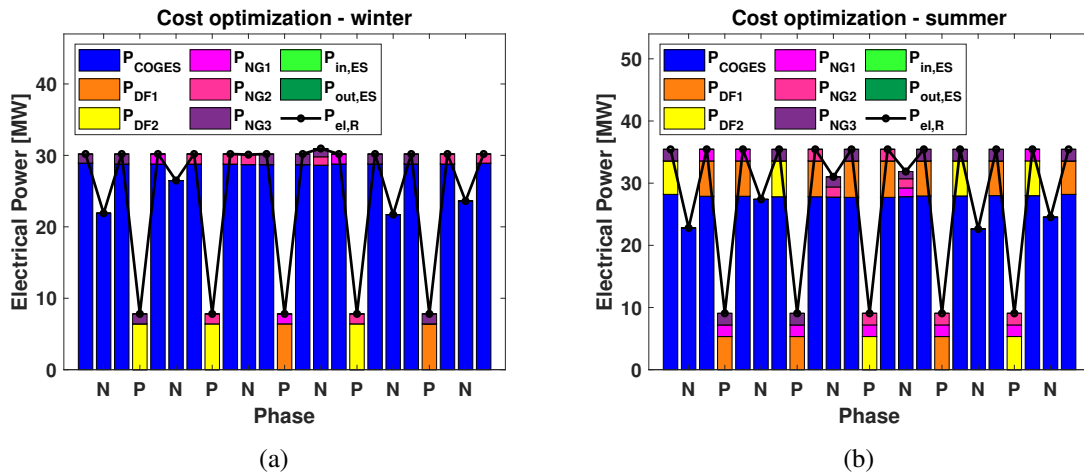 Cost optimization - winter
Electrical Power [MW]
40
30
20
10
0
P_COGES P_NG1 P_in,ES
P_DF1 P_NG2 P_out,ES
P_DF2 P_NG3 P_el,R
N P N P N P N P N P N
Phase
(a)
Cost optimization - summer
Electrical Power [MW]
50
40
30
20
10
0
P_COGES P_NG1 P_in,ES
P_DF1 P_NG2 P_out,ES
P_DF2 P_NG3 P_el,R
N P N P N P N P N P N
Phase
(b)